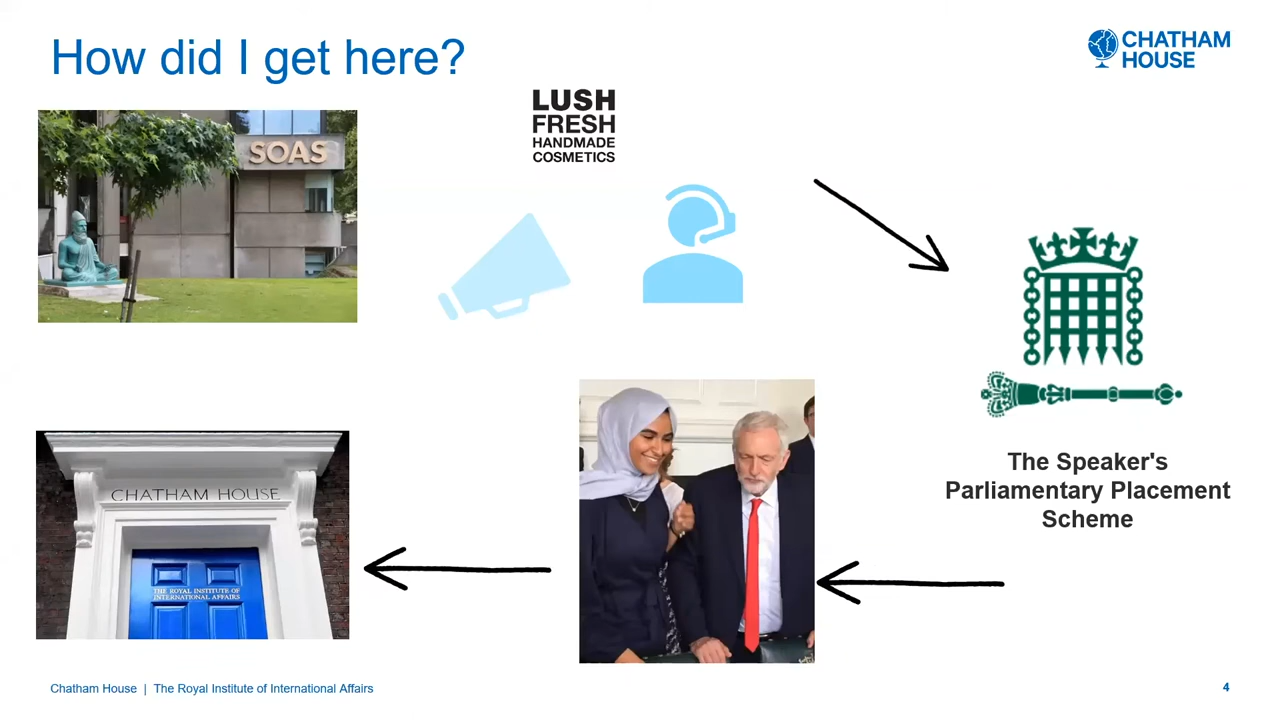 How did I get here?
CHATHAM
HOUSE
LUSH
FRESH
HANDMADE
COSMETICS
SOAS
The Speaker's
Parliamentary Placement
Scheme
CHATHAM HOUSE
THE ROYAL INSTITUTE OF
INTERNATIONAL AFFAIRS
Chatham House | The Royal Institute of International Affairs
4